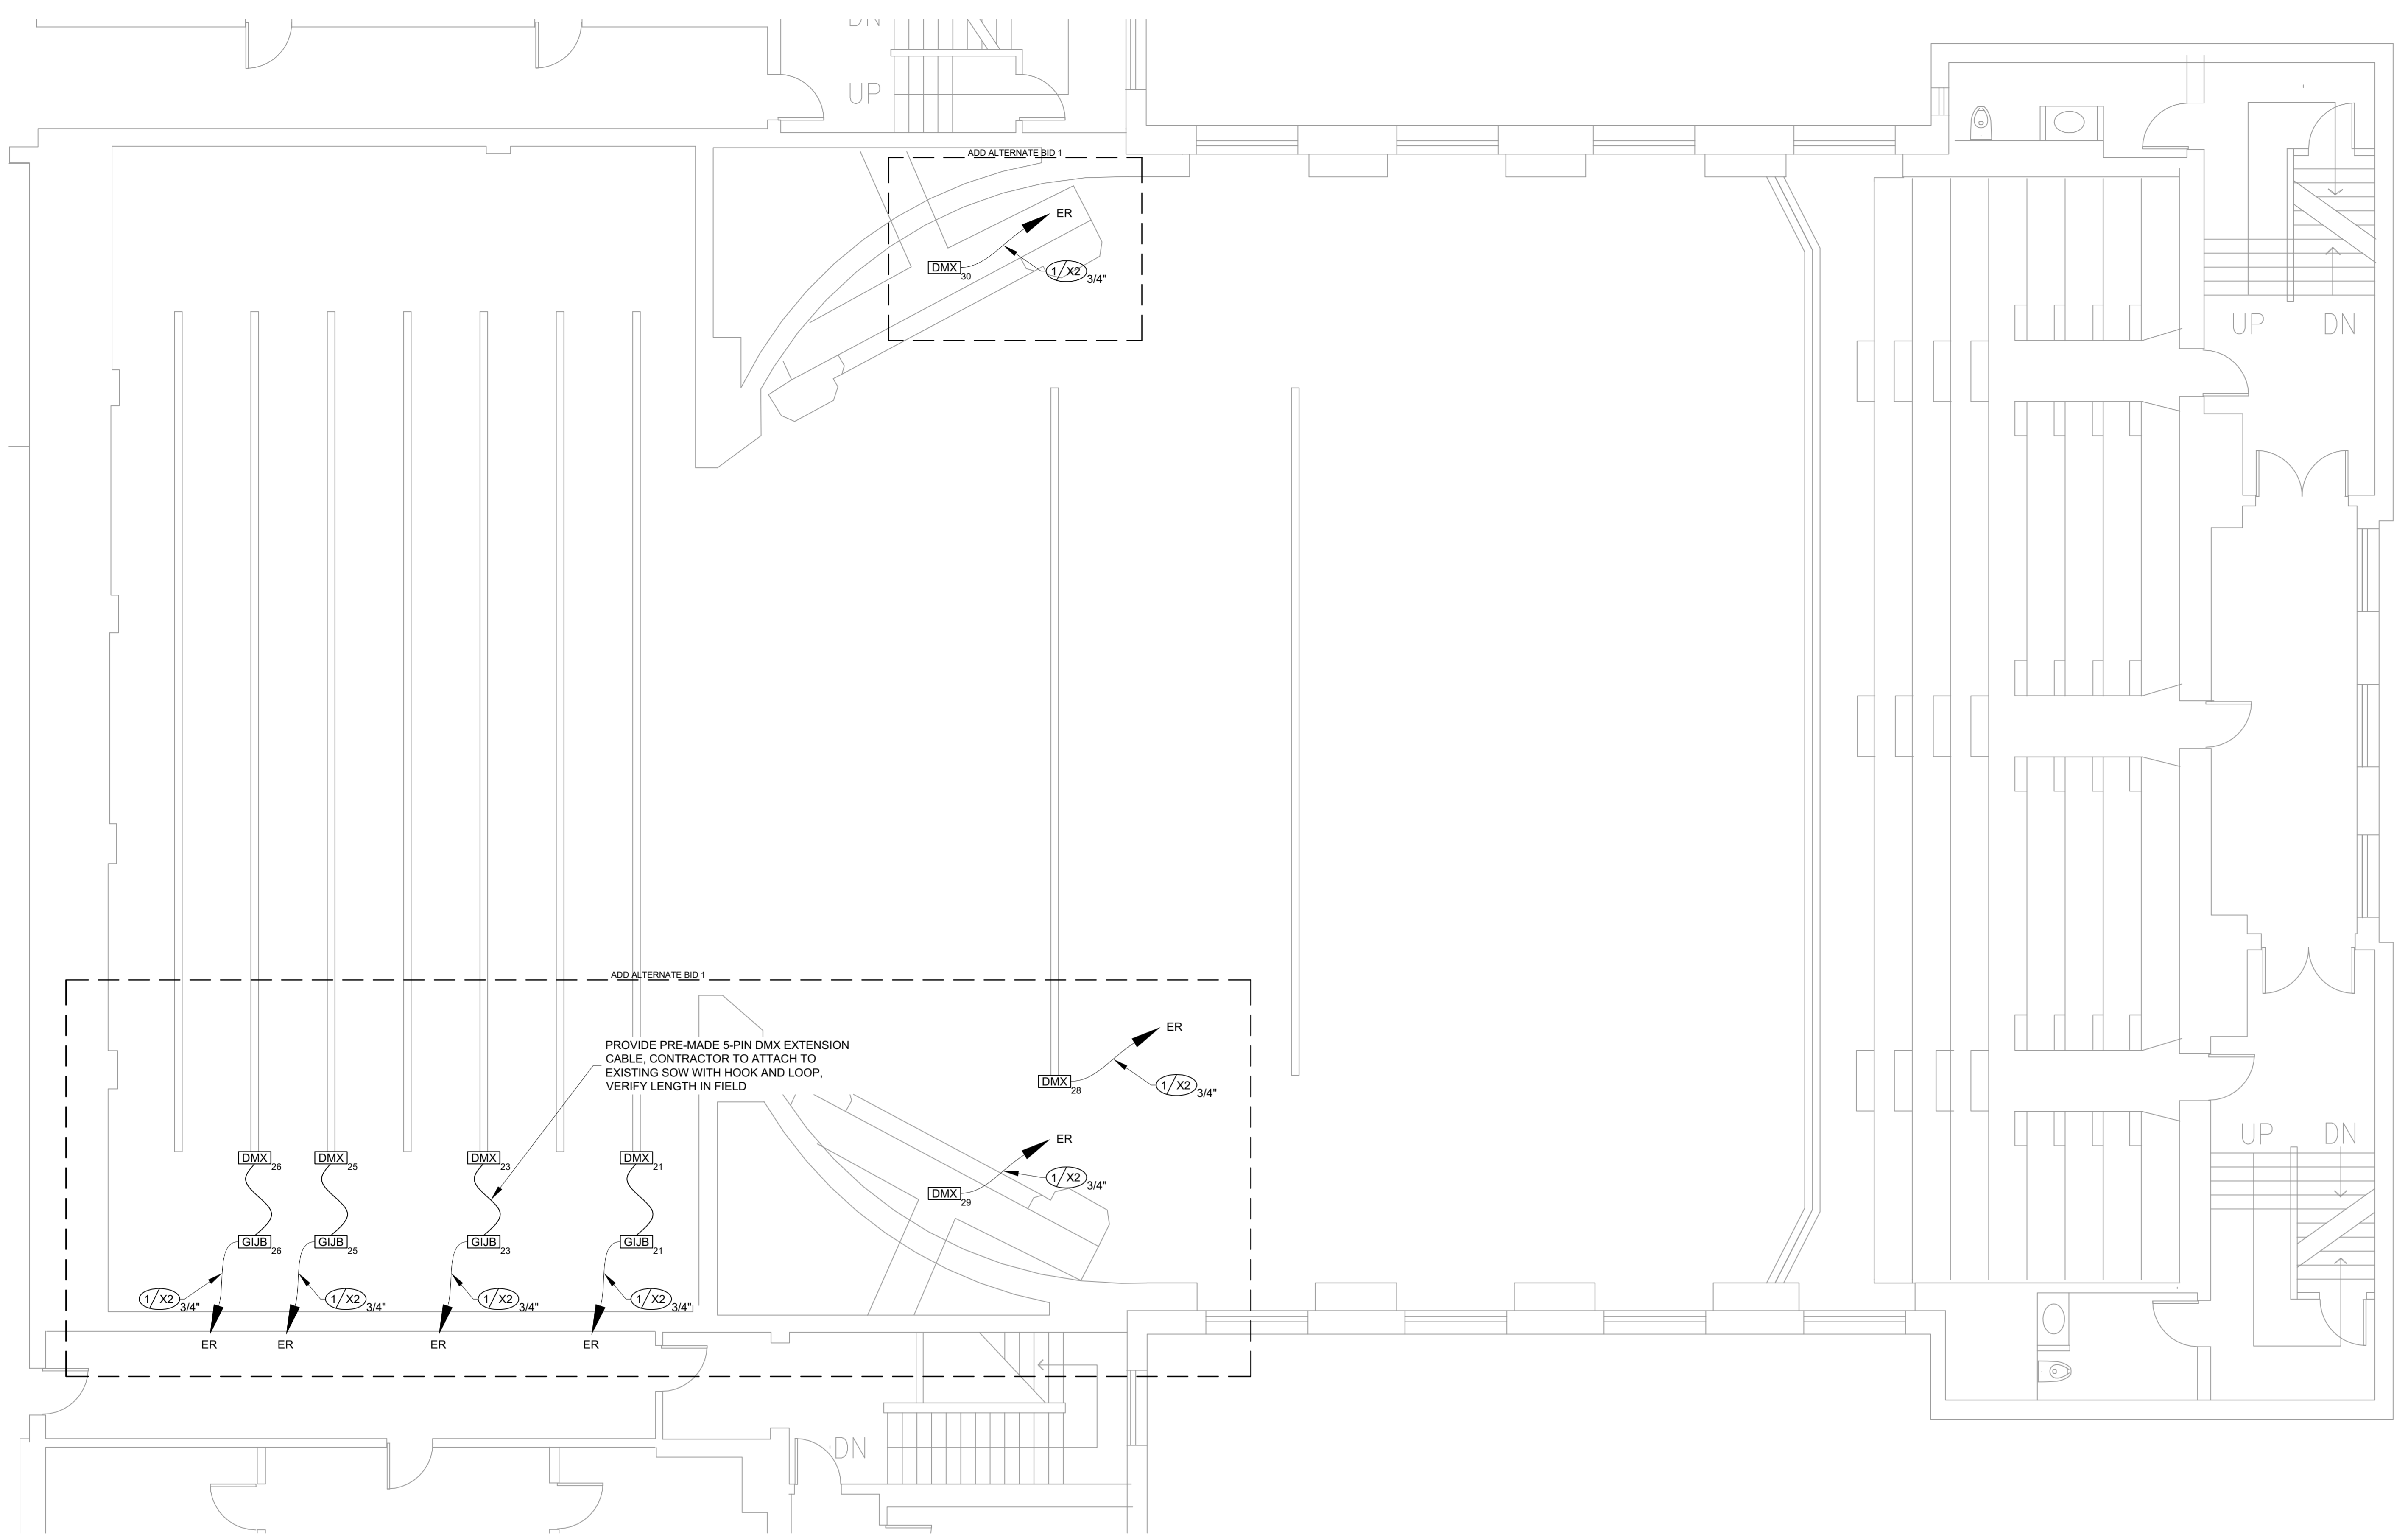 DN
UP
ADD ALTERNATE BID 1
ER
DMX
30
1/X2
3/4"
UP
DN
ADD ALTERNATE BID 1
PROVIDE PRE-MADE 5-PIN DMX EXTENSION
CABLE, CONTRACTOR TO ATTACH TO
EXISTING SOW WITH HOOK AND LOOP,
VERIFY LENGTH IN FIELD
ER
DMX
28
1/X2
3/4"
ER
DMX
29
1/X2
3/4"
UP
DN
DMX
26
DMX
25
DMX
23
DMX
21
GIJB
26
GIJB
25
GIJB
23
GIJB
21
1/X2
3/4"
1/X2
3/4"
1/X2
3/4"
1/X2
3/4"
ER
ER
ER
ER
DN